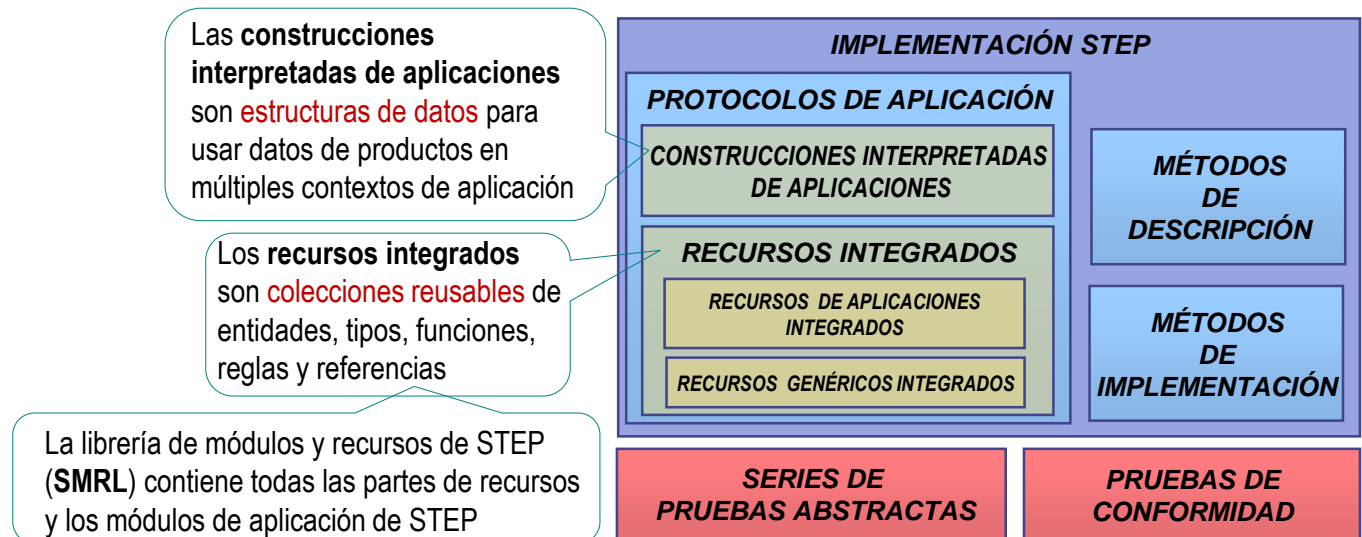 Las construcciones
interpretadas de aplicaciones
son estructuras de datos para
usar datos de productos en
múltiples contextos de aplicación
Los recursos integrados
son colecciones reusables de
entidades, tipos, funciones,
reglas y referencias
La librería de módulos y recursos de STEP
(SMRL) contiene todas las partes de recursos
y los módulos de aplicación de STEP
IMPLEMENTACIÓN STEP
PROTOCOLOS DE APLICACIÓN
CONSTRUCCIONES INTERPRETADAS
DE APLICACIONES
RECURSOS INTEGRADOS
RECURSOS DE APLICACIONES
INTEGRADOS
RECURSOS GENÉRICOS INTEGRADOS
MÉTODOS
DE
DESCRIPCIÓN
MÉTODOS
DE
IMPLEMENTACIÓN
SERIES DE
PRUEBAS ABSTRACTAS
PRUEBAS DE
CONFORMIDAD